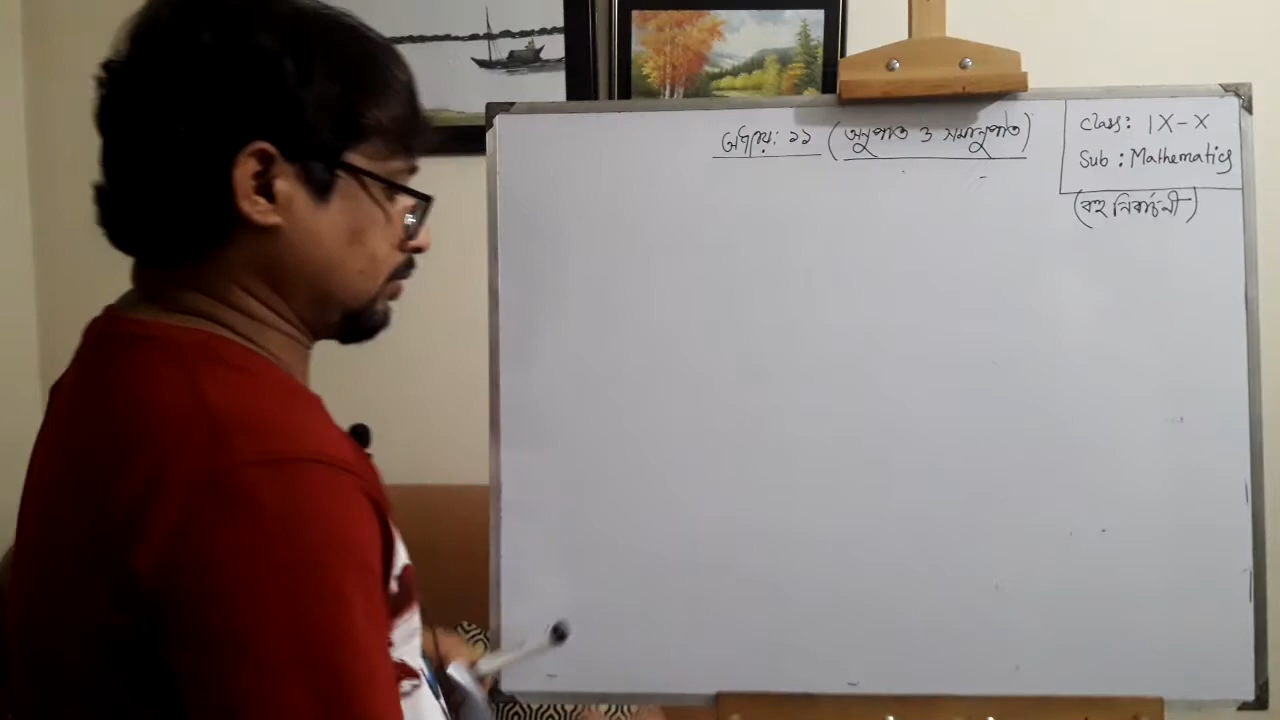 অধ্যায়: ১১ (অনুপাত ও সমানুপাত)
Class: IX-X
Sub: Mathematics
(বহু নির্বাচনী)